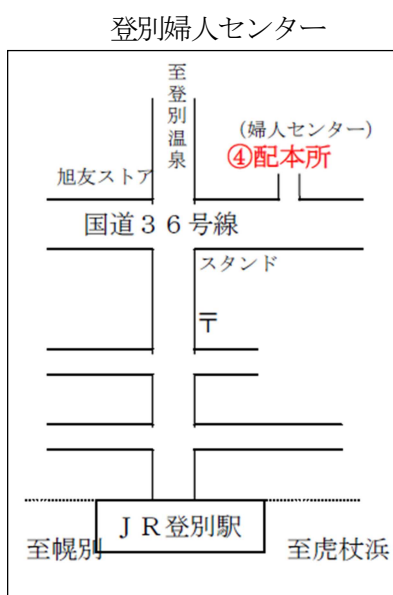 登別婦人センター
至登別温泉
(婦人センター)
④配本所
旭友ストア
国道３６号線
スタンド
〒
ＪＲ登別駅
至幌別
至虎杖浜